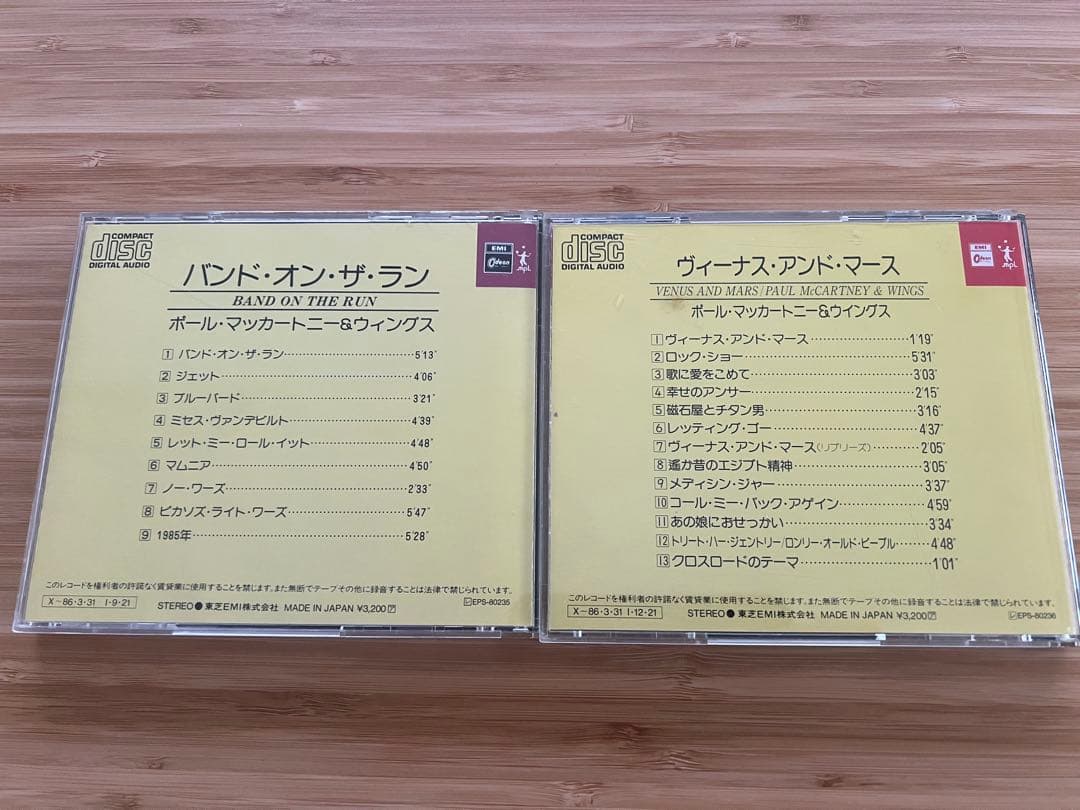 COMPACT
disc
DIGITAL AUDIO
EMI
Odeon
mpl
バンド・オン・ザ・ラン
BAND ON THE RUN
ポール・マッカートニー&ウィングス
1 バンド・オン・ザ・ラン 5'13"
2 ジェット 4'06"
3 ブルーバード 3'21"
4 ミセス・ヴァンデビルト 4'39"
5 レット・ミー・ロール・イット 4'48"
6 マムニア 4'50"
7 ノー・ワーズ 2'33"
8 ピカソズ・ライト・ワーズ 5'47"
9 1985年 5'28"
このレコードを権利者の許諾なく賃貸業に使用することを禁じます。また無断でテープその他に録音することは法律で禁じられています。
X~86・3・31 I・9・21
STEREO● 東芝EMI株式会社 MADE IN JAPAN ¥3,200
EPS-80235
COMPACT
disc
DIGITAL AUDIO
EMI
Odeon
mpl
ヴィーナス・アンド・マース
VENUS AND MARS/PAUL McCARTNEY & WINGS
ポール・マッカートニー&ウイングス
1 ヴィーナス・アンド・マース 1'19"
2 ロック・ショー 5'31"
3 歌に愛をこめて 3'03"
4 幸せのアンサー 2'15"
5 磁石屋とチタン男 3'16"
6 レッティング・ゴー 4'37"
7 ヴィーナス・アンド・マース(リプリーズ) 2'05"
8 遙か昔のエジプト精神 3'05"
9 メディシン・ジャー 3'37"
10 コール・ミー・バック・アゲイン 4'59"
11 あの娘におせっかい 3'34"
12 トリート・ハー・ジェントリー/ロンリー・オールド・ピープル 4'48"
13 クロスロードのテーマ 1'01"
このレコードを権利者の許諾なく賃貸業に使用することを禁じます。また無断でテープその他に録音することは法律で禁じられています。
X~86・3・31 I・12・21
STEREO● 東芝EMI株式会社 MADE IN JAPAN ¥3,200
EPS-80236